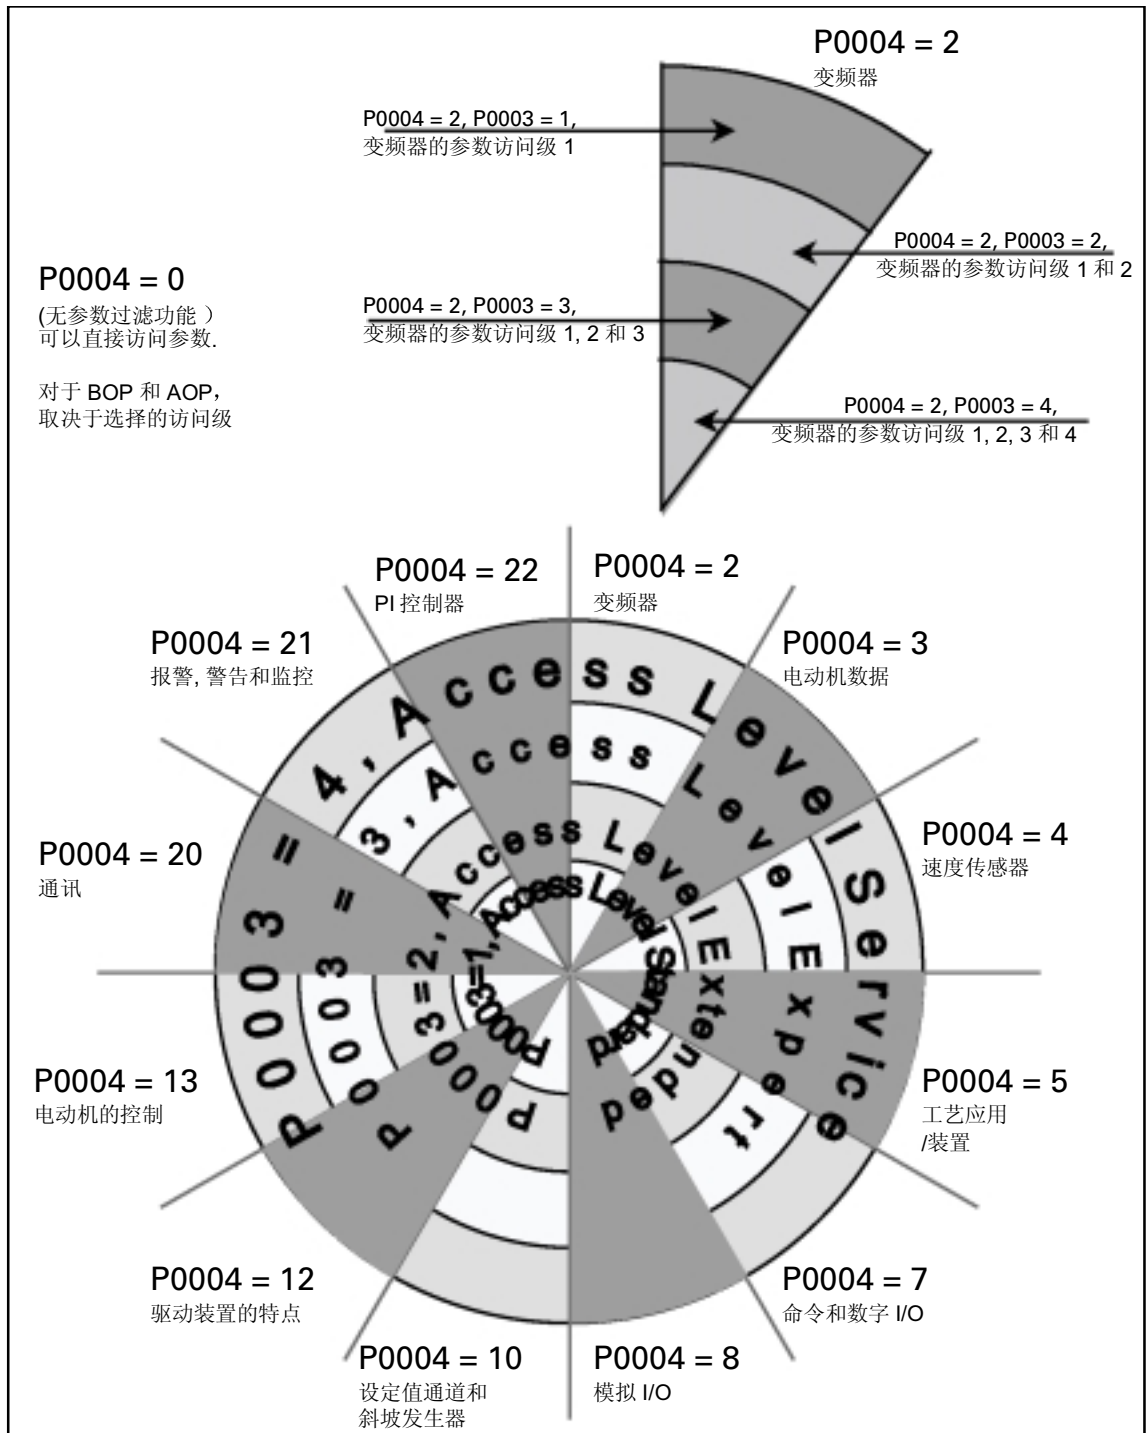 P0004 = 2
变频器
P0004 = 2, P0003 = 1,
变频器的参数访问级 1
P0004 = 2, P0003 = 2,
变频器的参数访问级 1 和 2
P0004 = 0
(无参数过滤功能 )
可以直接访问参数.
P0004 = 2, P0003 = 3,
变频器的参数访问级 1, 2 和 3
对于 BOP 和 AOP,
取决于选择的访问级
P0004 = 2, P0003 = 4,
变频器的参数访问级 1, 2, 3 和 4
P0004 = 22
PI 控制器
P0004 = 2
变频器
P0004 = 21
报警, 警告和监控
P0004 = 3
电动机数据
P0004 = 20
通讯
P0004 = 4
速度传感器
P0003 = 4, Access Level Service
P0003 = 3, Access Level Expert
P0003 = 2, Access Level Extended
P0003 = 1, Access Level Standard
P0004 = 13
电动机的控制
P0004 = 5
工艺应用
/装置
P0004 = 12
驱动装置的特点
P0004 = 7
命令和数字 I/O
P0004 = 10
设定值通道和
斜坡发生器
P0004 = 8
模拟 I/O